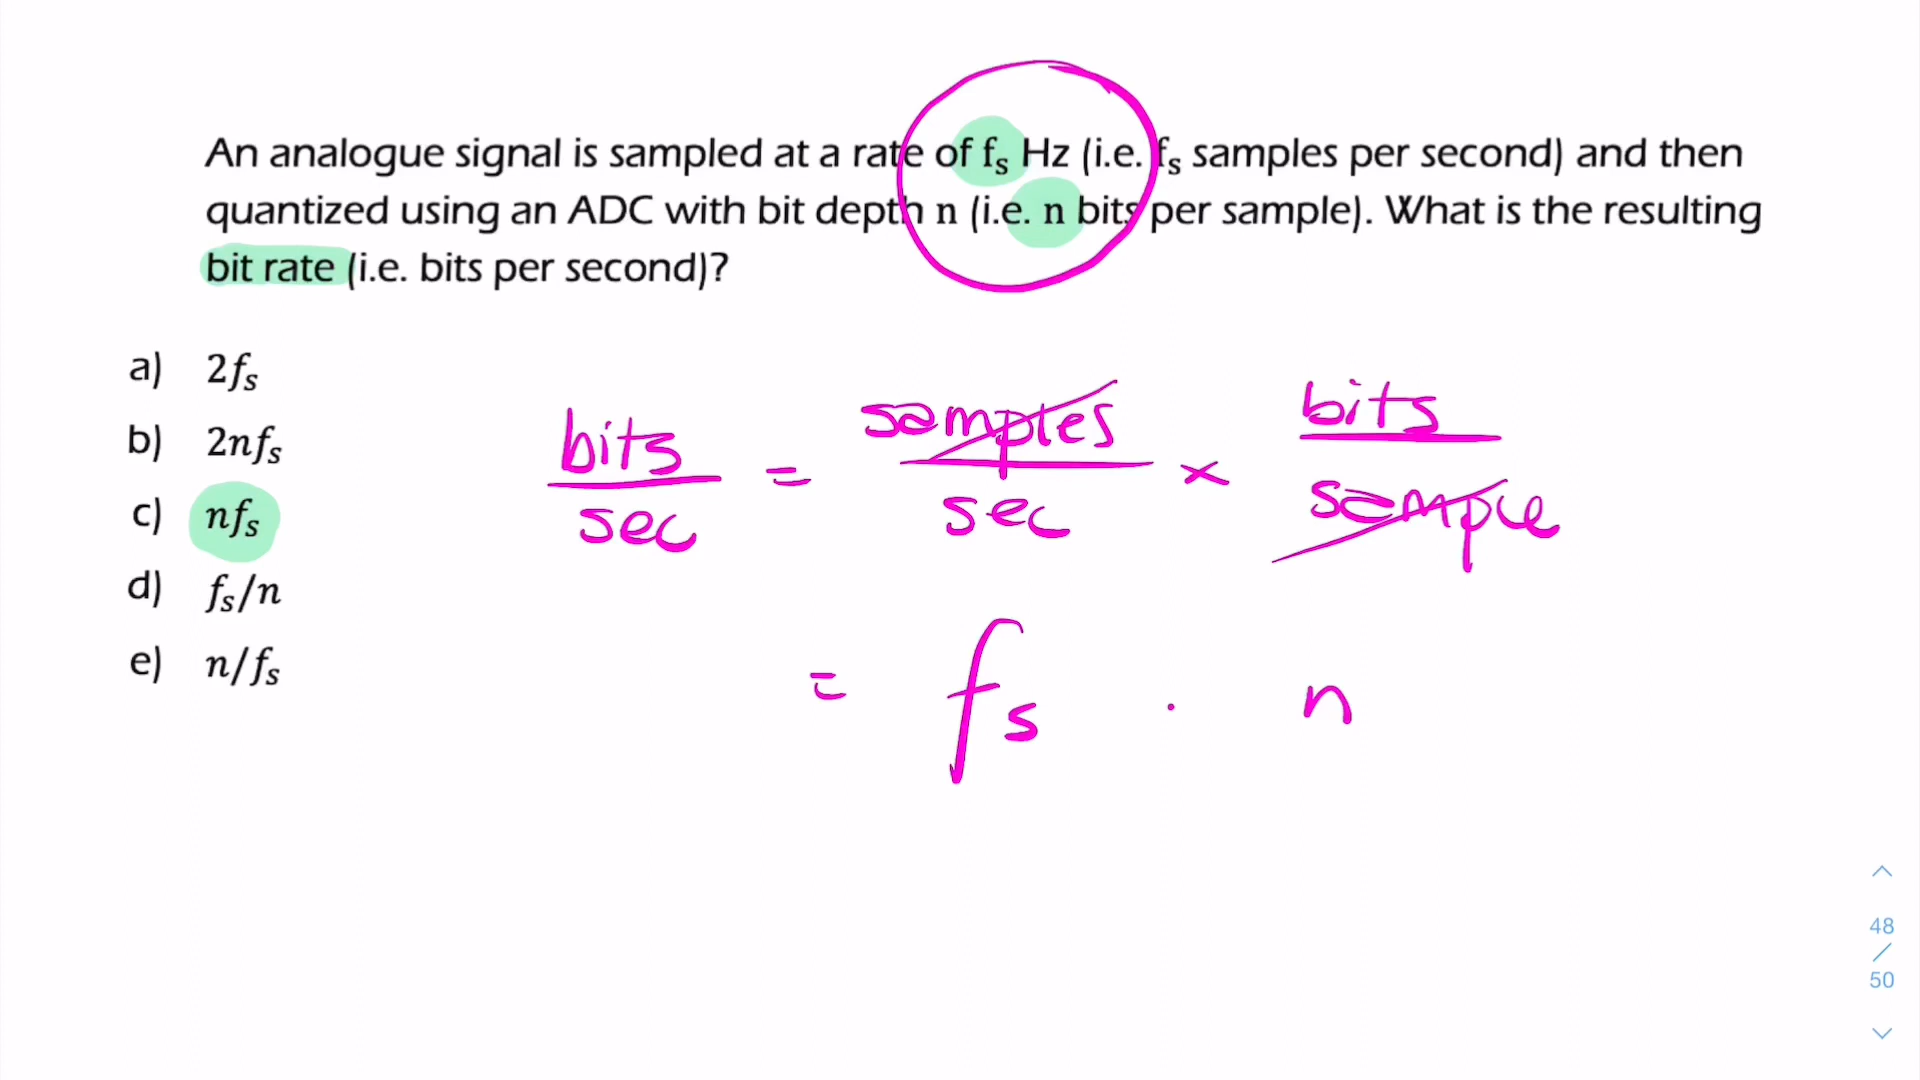 An analogue signal is sampled at a rate of fₛ Hz (i.e. fₛ samples per second) and then
quantized using an ADC with bit depth n (i.e. n bits per sample). What is the resulting
bit rate (i.e. bits per second)?
a) 2fₛ
b) 2nfₛ
c) nfₛ
d) fₛ/n
e) n/fₛ
bits/sec = samples/sec × bits/sample
= fₛ · n
48
/
50